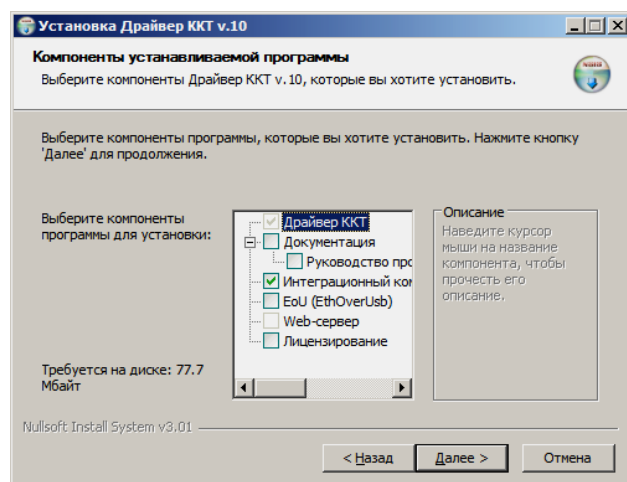 Установка Драйвер ККТ v.10
Компоненты устанавливаемой программы
Выберите компоненты Драйвер ККТ v.10, которые вы хотите установить.
Выберите компоненты программы, которые вы хотите установить. Нажмите кнопку
'Далее' для продолжения.
Выберите компоненты
программы для установки:
Драйвер ККТ
Документация
Руководство про
Интеграционный ком
EoU (EthOverUsb)
Web-сервер
Лицензирование
Описание
Наведите курсор
мыши на название
компонента, чтобы
прочесть его
описание.
Требуется на диске: 77.7
Мбайт
Nullsoft Install System v3.01
< Назад
Далее >
Отмена